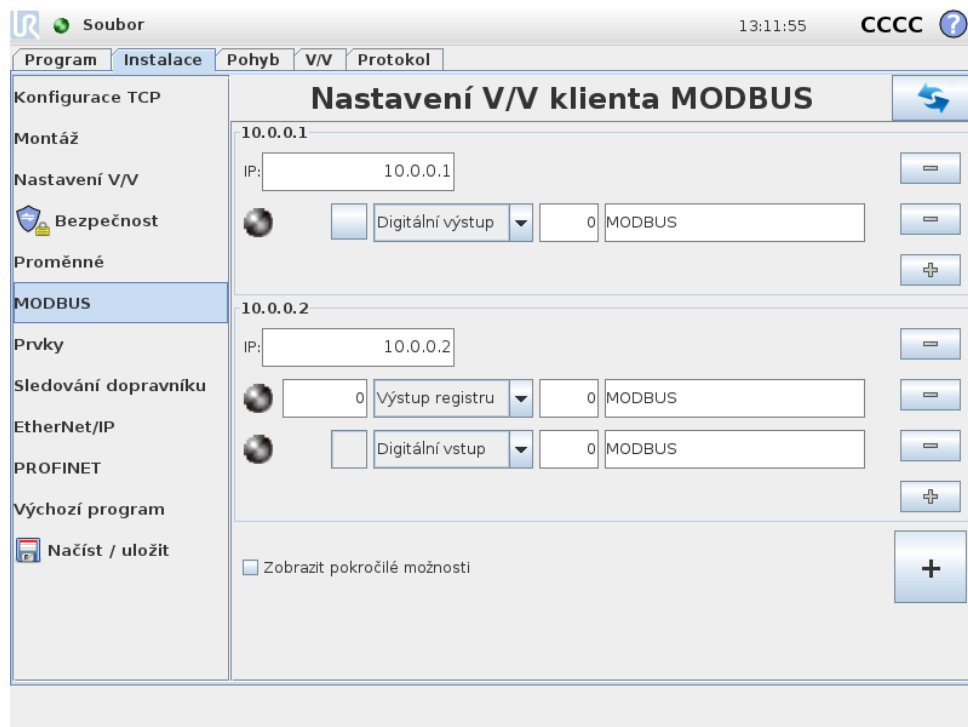 UR Soubor 13:11:55 CCCC ?
Program Instalace Pohyb V/V Protokol
Konfigurace TCP
Montáž
Nastavení V/V
Bezpečnost
Proměnné
MODBUS
Prvky
Sledování dopravníku
EtherNet/IP
PROFINET
Výchozí program
Načíst / uložit
Nastavení V/V klienta MODBUS
10.0.0.1
IP: 10.0.0.1
Digitální výstup 0 MODBUS
10.0.0.2
IP: 10.0.0.2
0 Výstup registru 0 MODBUS
Digitální vstup 0 MODBUS
Zobrazit pokročilé možnosti